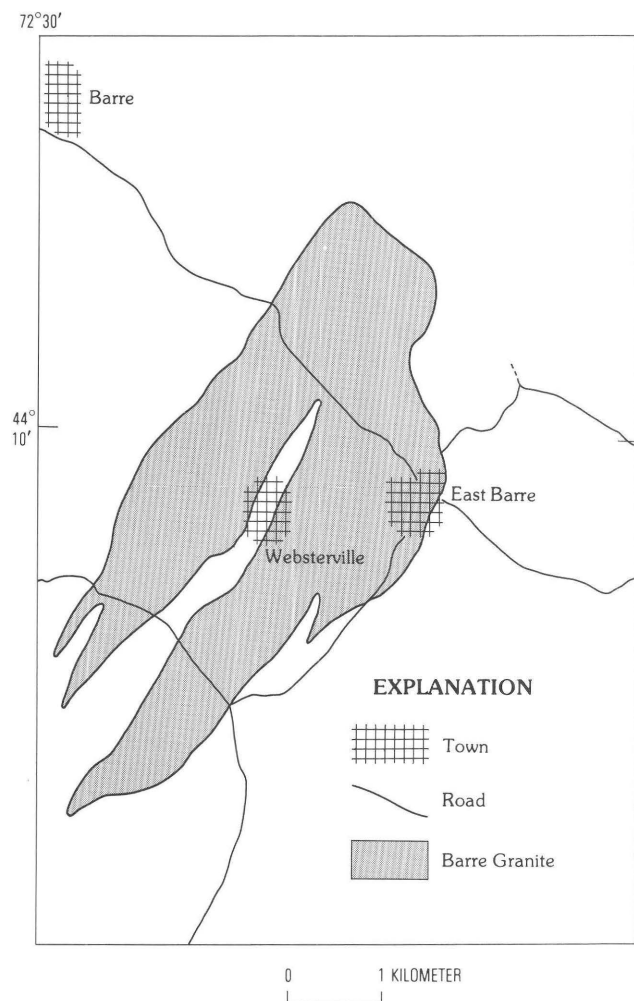 72°30′
Barre
44°
10′
East Barre
Websterville
EXPLANATION
Town
Road
Barre Granite
0 1 KILOMETER